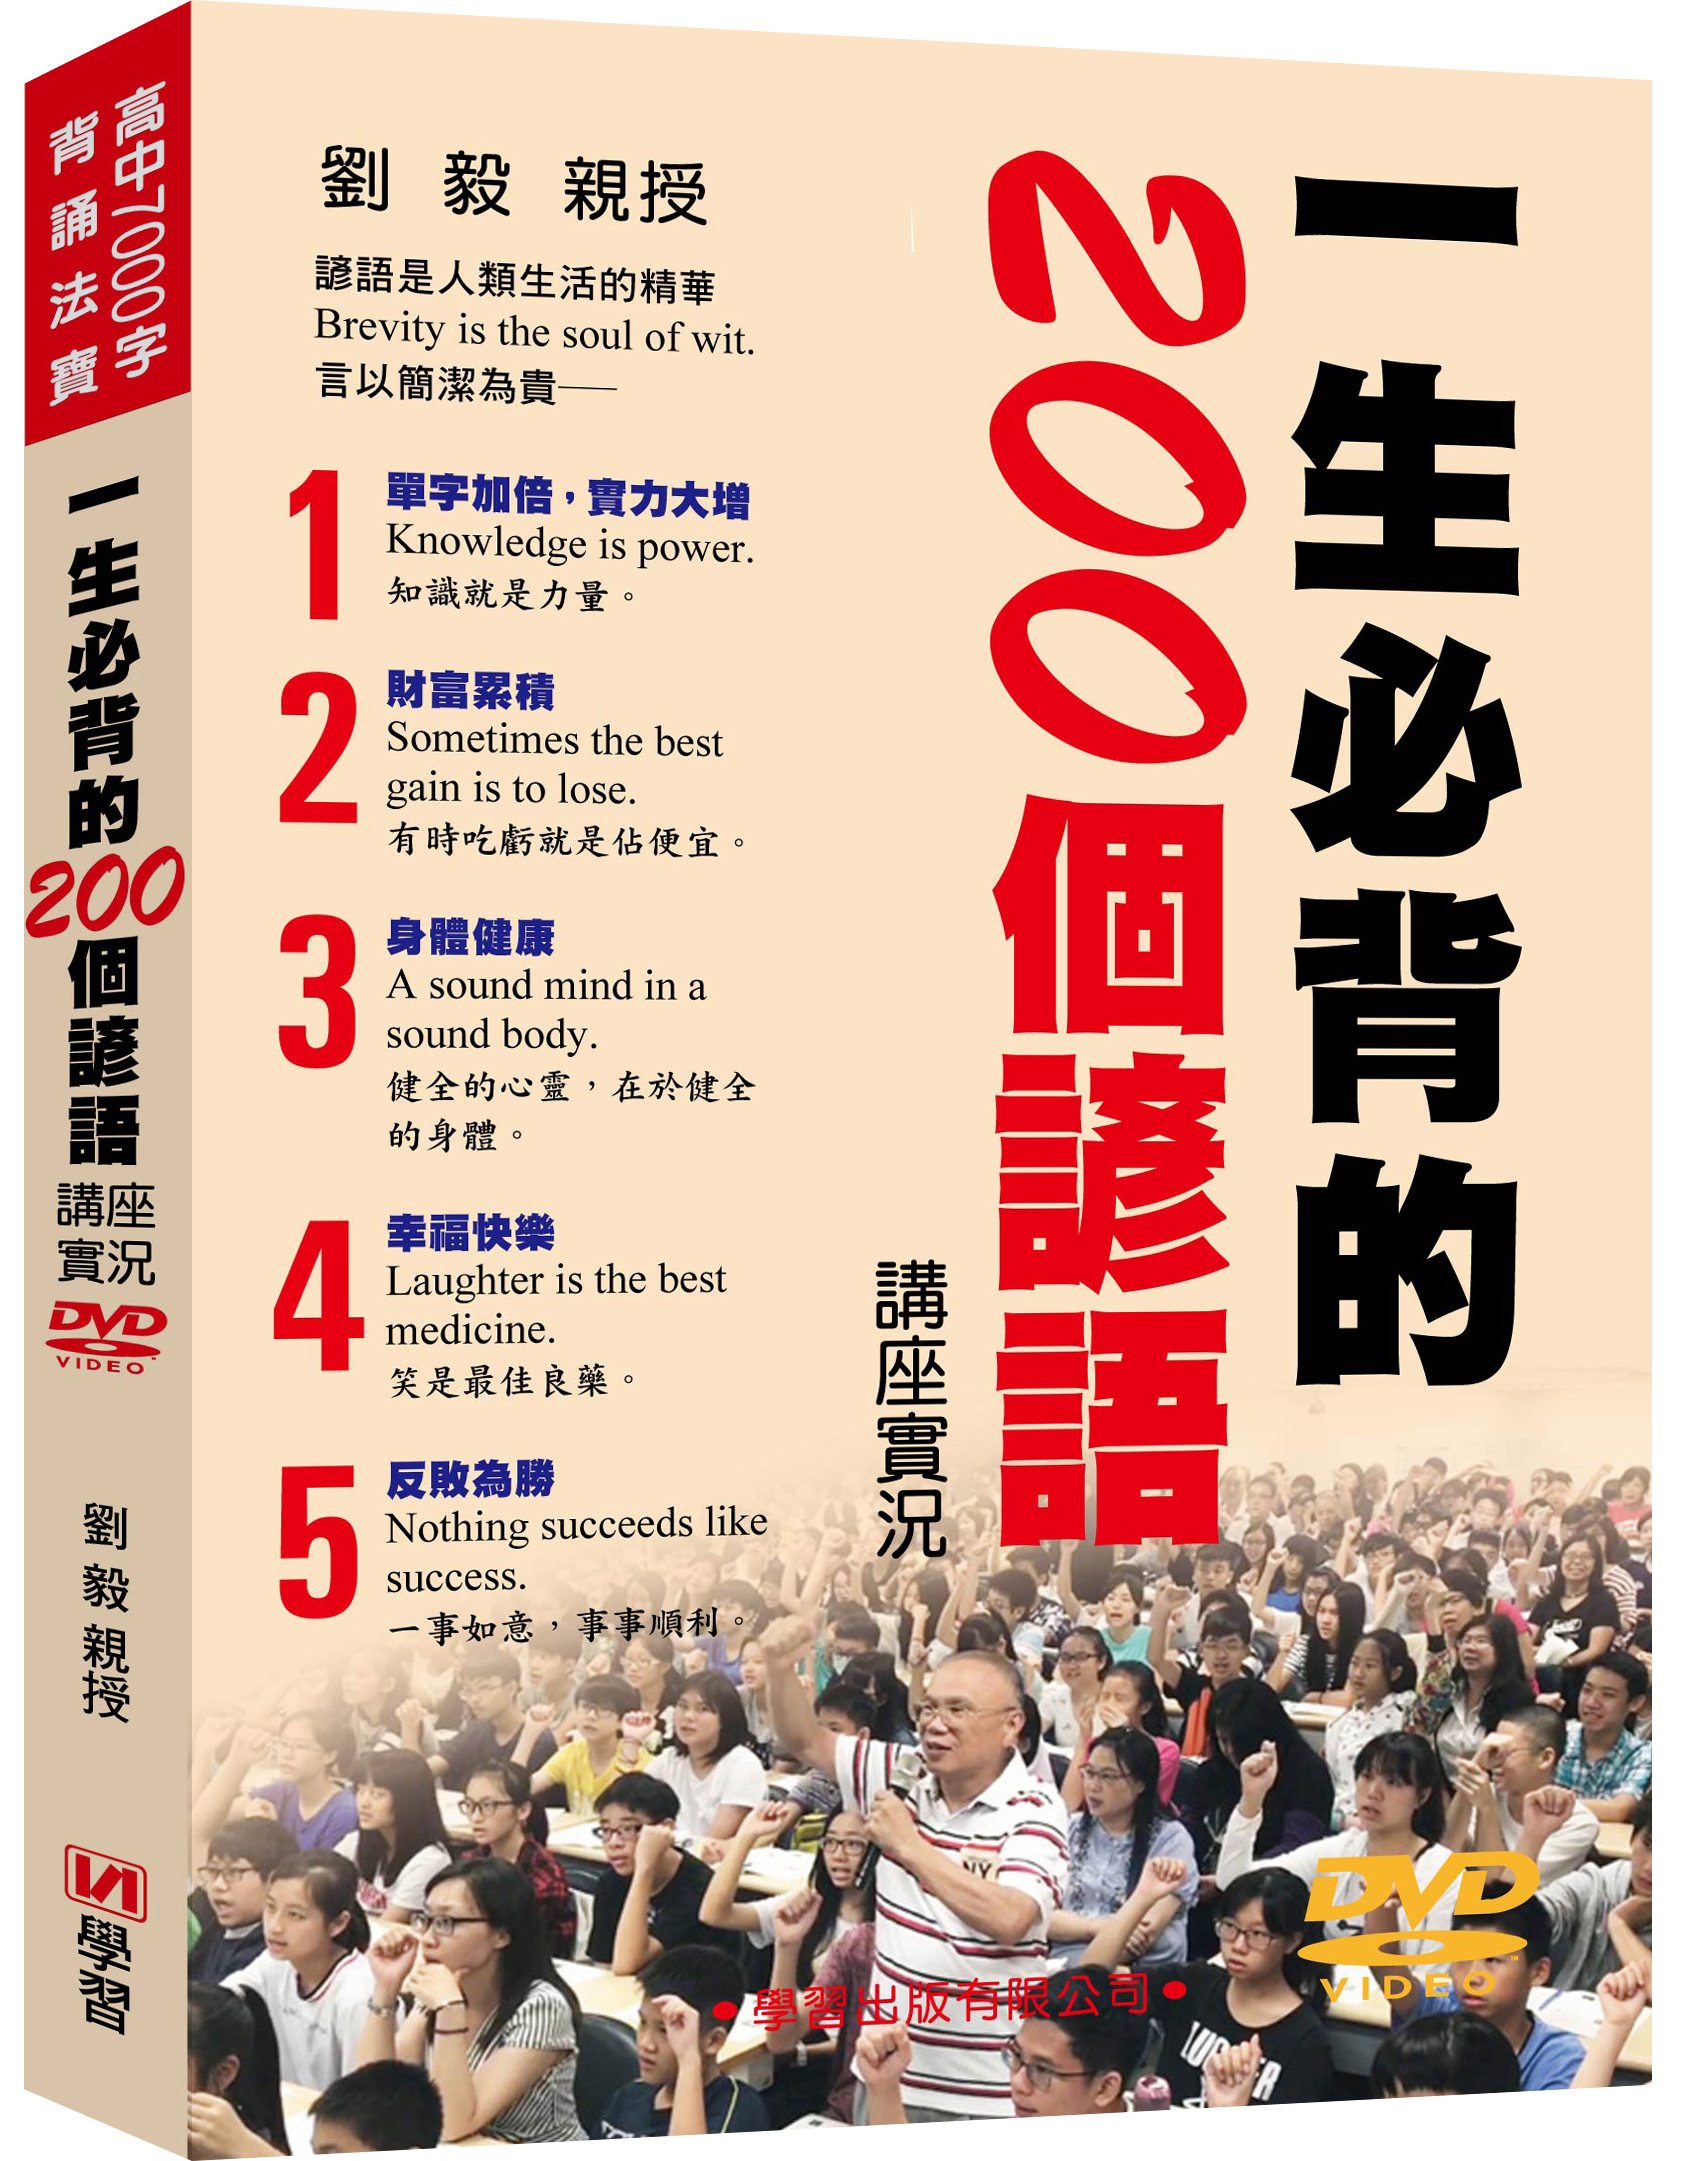 高中7000字
背誦法寶
一生必背的
200
個諺語
講座
實況
DVD
VIDEO
劉毅親授
學習
一生必背的
200個諺語
講座實況
劉 毅 親授
諺語是人類生活的精華
Brevity is the soul of wit.
言以簡潔為貴──
1
單字加倍，實力大增
Knowledge is power.
知識就是力量。
2
財富累積
Sometimes the best
gain is to lose.
有時吃虧就是佔便宜。
3
身體健康
A sound mind in a
sound body.
健全的心靈，在於健全
的身體。
4
幸福快樂
Laughter is the best
medicine.
笑是最佳良藥。
5
反敗為勝
Nothing succeeds like
success.
一事如意，事事順利。
NY
DVD
VIDEO
•學習出版有限公司•